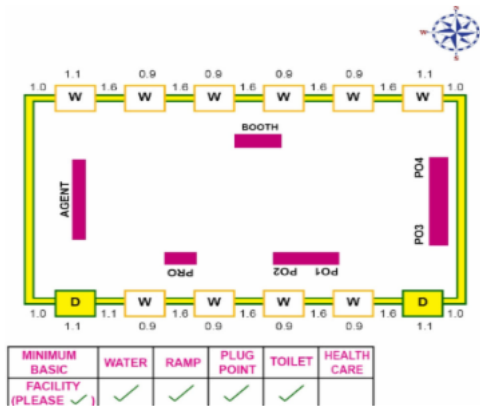 W
S
1.1 0.9 0.9 0.9 0.9 1.1
1.0 1.6 1.6 1.6 1.6 1.6 1.0
W W W W W W
BOOTH
AGENT
PO4
PO3
PRO
PO2 PO1
D W W W W D
1.0 1.1 1.6 1.6 1.6 1.6 1.0
1.1 0.9 0.9 0.9 0.9 1.1
MINIMUM BASIC FACILITY (PLEASE ✓)
WATER
RAMP
PLUG POINT
TOILET
HEALTH CARE
✓ ✓ ✓ ✓